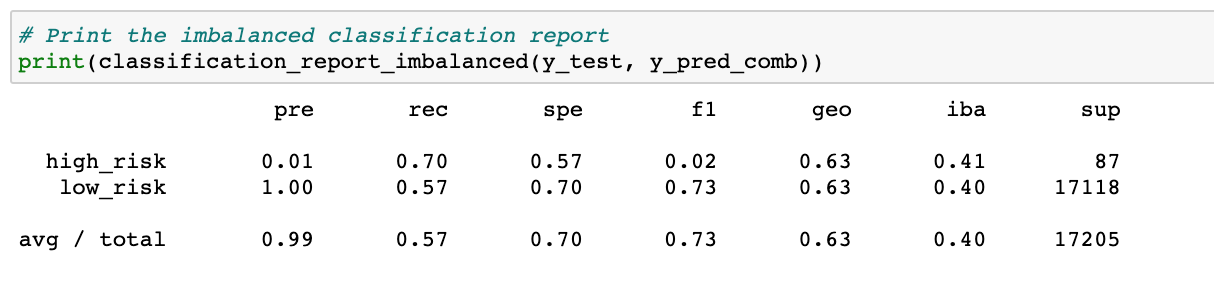 # Print the imbalanced classification report
print(classification_report_imbalanced(y_test, y_pred_comb))
pre rec spe f1 geo iba sup
high_risk 0.01 0.70 0.57 0.02 0.63 0.41 87
low_risk 1.00 0.57 0.70 0.73 0.63 0.40 17118
avg / total 0.99 0.57 0.70 0.73 0.63 0.40 17205